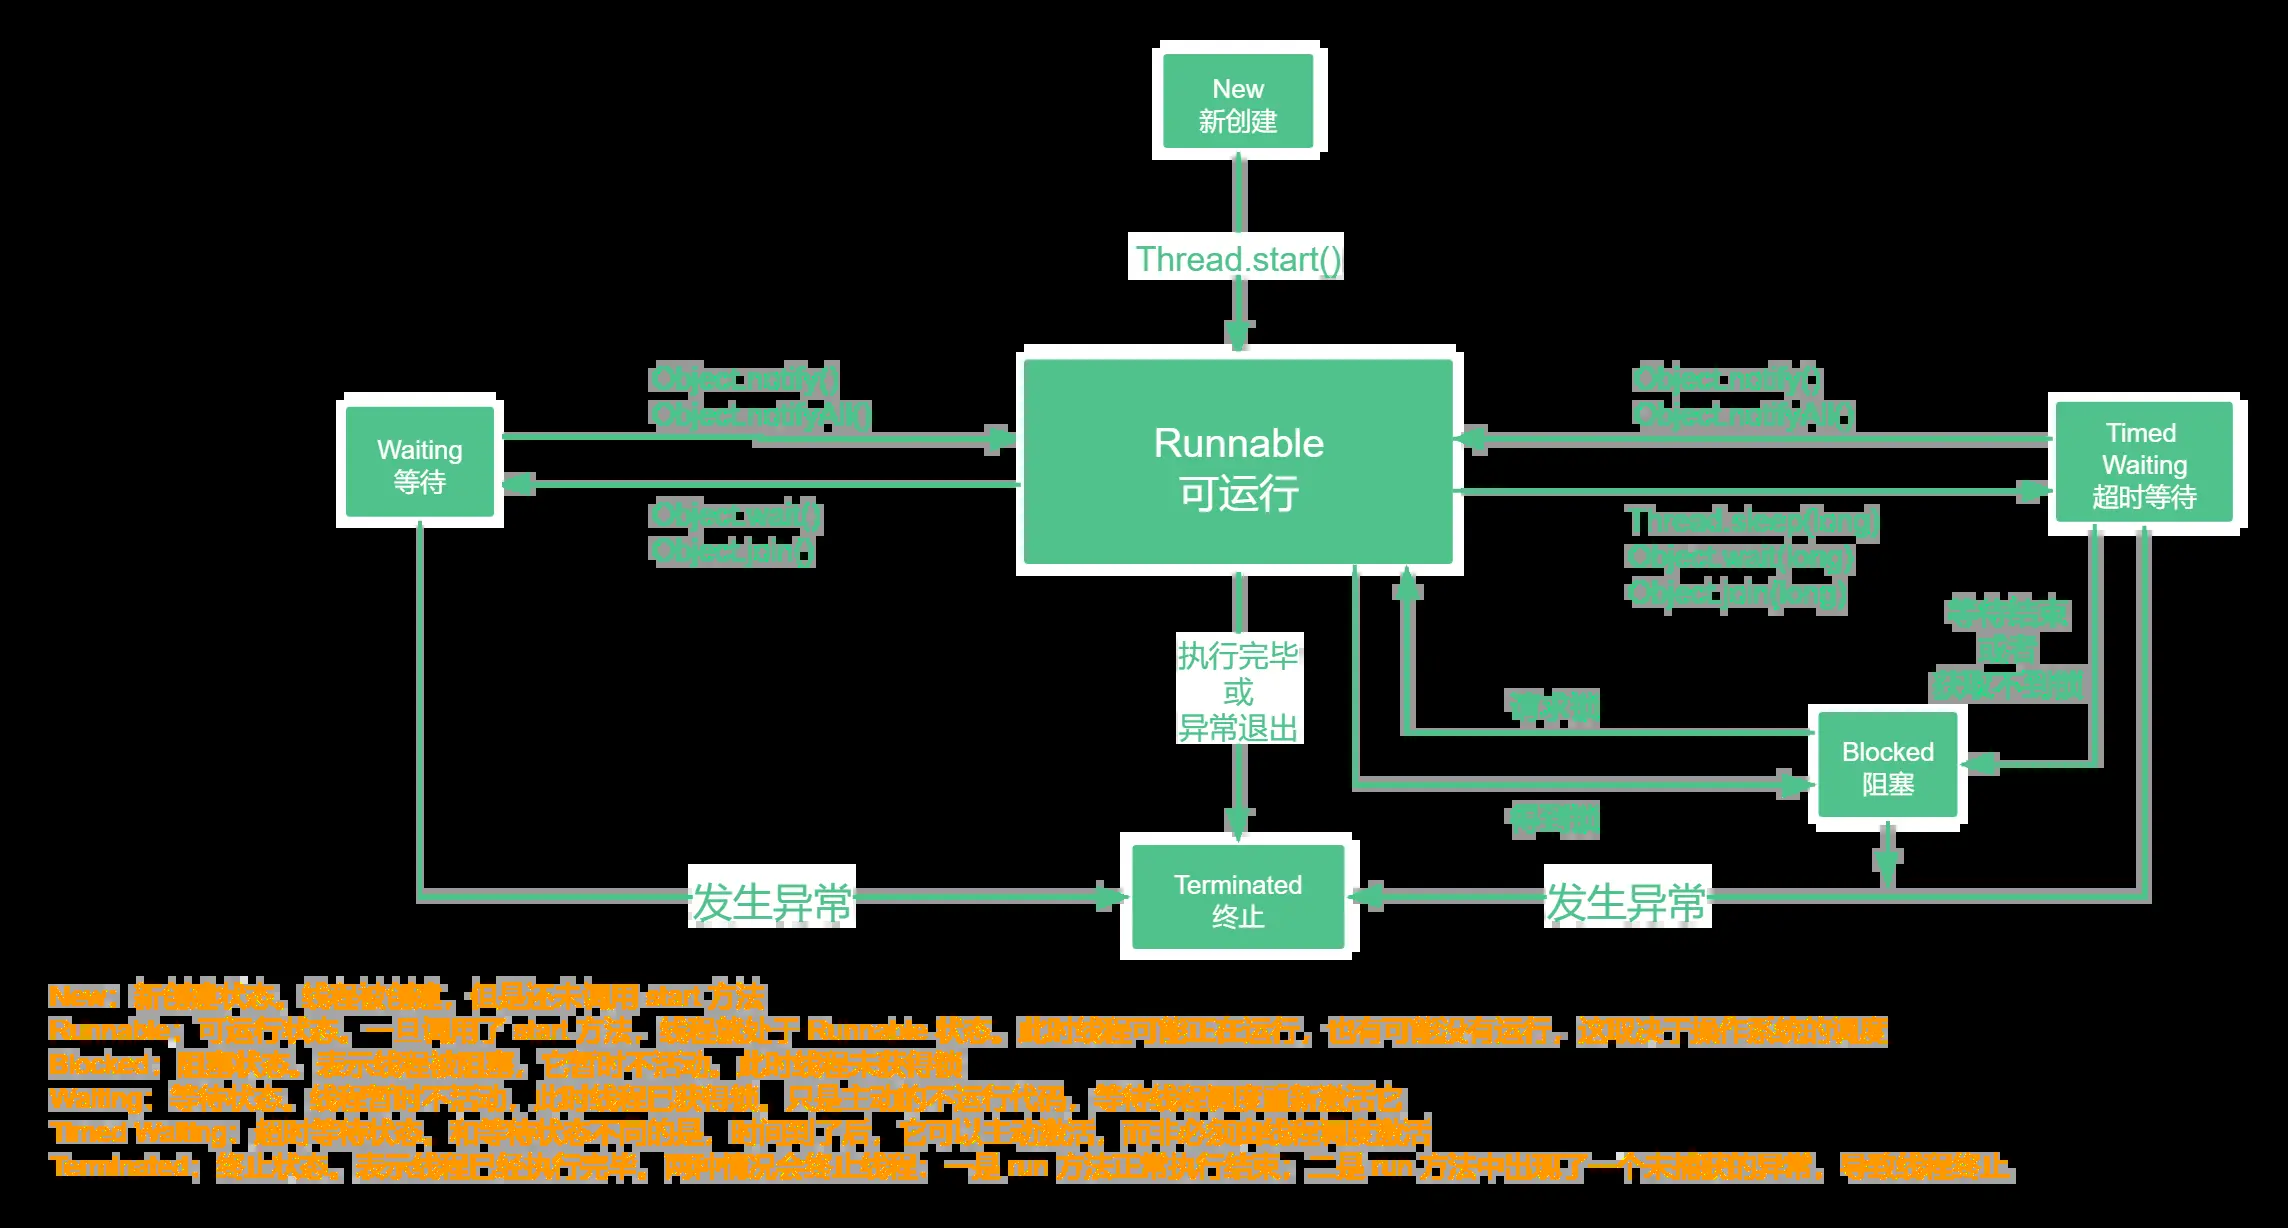 New
新创建
Thread.start()
Object.notify()
Object.notifyAll()
Object.notify()
Object.notifyAll()
Waiting
等待
Runnable
可运行
Timed
Waiting
超时等待
Object.wait()
Object.join()
Thread.sleep(long)
Object.wait(long)
Object.join(long)
等待结束
或者
获取不到锁
执行完毕
或
异常退出
请求锁
Blocked
阻塞
得到锁
发生异常
Terminated
终止
发生异常
New：新创建状态。线程被创建，但是还未调用 start 方法
Runnable：可运行状态。一旦调用了 start 方法，线程就处于 Runnable 状态。此时线程可能正在运行，也有可能没有运行，这取决于操作系统的调度
Blocked：阻塞状态。表示线程被阻塞，它暂时不活动。此时线程未获得锁
Waiting：等待状态。线程暂时不活动，此时线程已获得锁。只是主动的不运行代码，等待线程调度重新激活它
Timed Waiting：超时等待状态。和等待状态不同的是，时间到了后，它可以主动激活，而非必须由线程调度激活
Terminated：终止状态。表示线程已经执行完毕。两种情况会终止线程：一是 run 方法正常执行结束；二是 run 方法中出现了一个未捕获的异常，导致线程终止